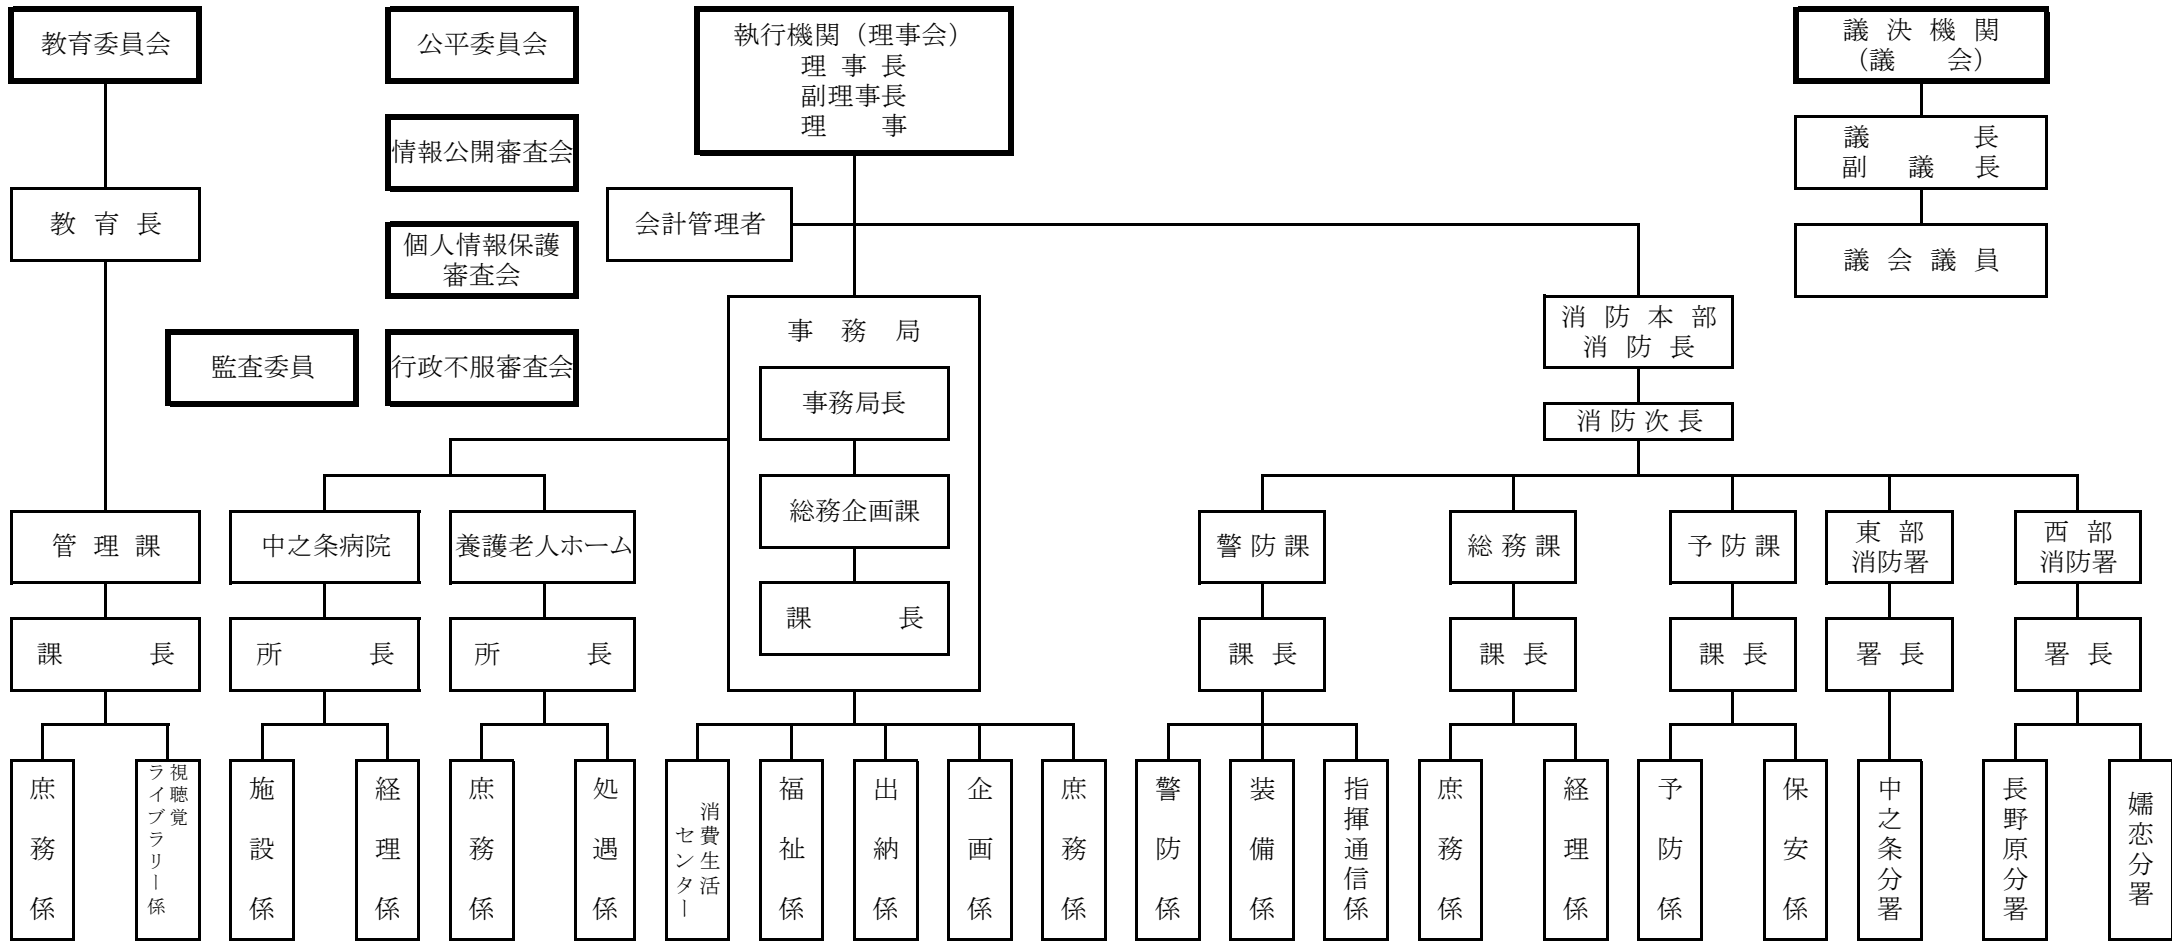 教育委員会
公平委員会
執行機関（理事会）
理事長
副理事長
理事
議決機関
（議会）
情報公開審査会
議長
副議長
教育長
会計管理者
個人情報保護
審査会
議会議員
消防本部
消防長
事務局
監査委員
行政不服審査会
事務局長
消防次長
総務企画課
管理課
中之条病院
養護老人ホーム
警防課
総務課
予防課
東部
消防署
西部
消防署
課長
課長
所長
所長
課長
課長
課長
署長
署長
庶務係
視聴覚
ライブラリー係
施設係
経理係
庶務係
処遇係
消費生活
センター
福祉係
出納係
企画係
庶務係
警防係
装備係
指揮通信係
庶務係
経理係
予防係
保安係
中之条分署
長野原分署
嬬恋分署